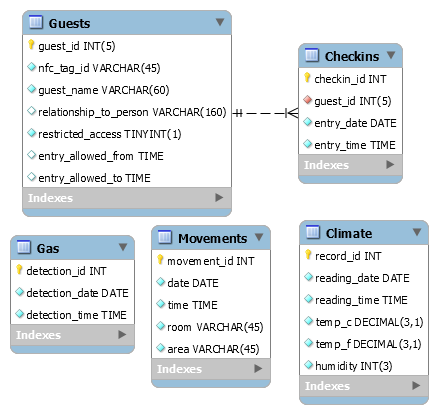 Guests
guest_id INT(5)
nfc_tag_id VARCHAR(45)
guest_name VARCHAR(60)
relationship_to_person VARCHAR(160)
restricted_access TINYINT(1)
entry_allowed_from TIME
entry_allowed_to TIME
Indexes
Checkins
checkin_id INT
guest_id INT(5)
entry_date DATE
entry_time TIME
Indexes
Gas
detection_id INT
detection_date DATE
detection_time TIME
Indexes
Movements
movement_id INT
date DATE
time TIME
room VARCHAR(45)
area VARCHAR(45)
Indexes
Climate
record_id INT
reading_date DATE
reading_time TIME
temp_c DECIMAL(3,1)
temp_f DECIMAL(3,1)
humidity INT(3)
Indexes